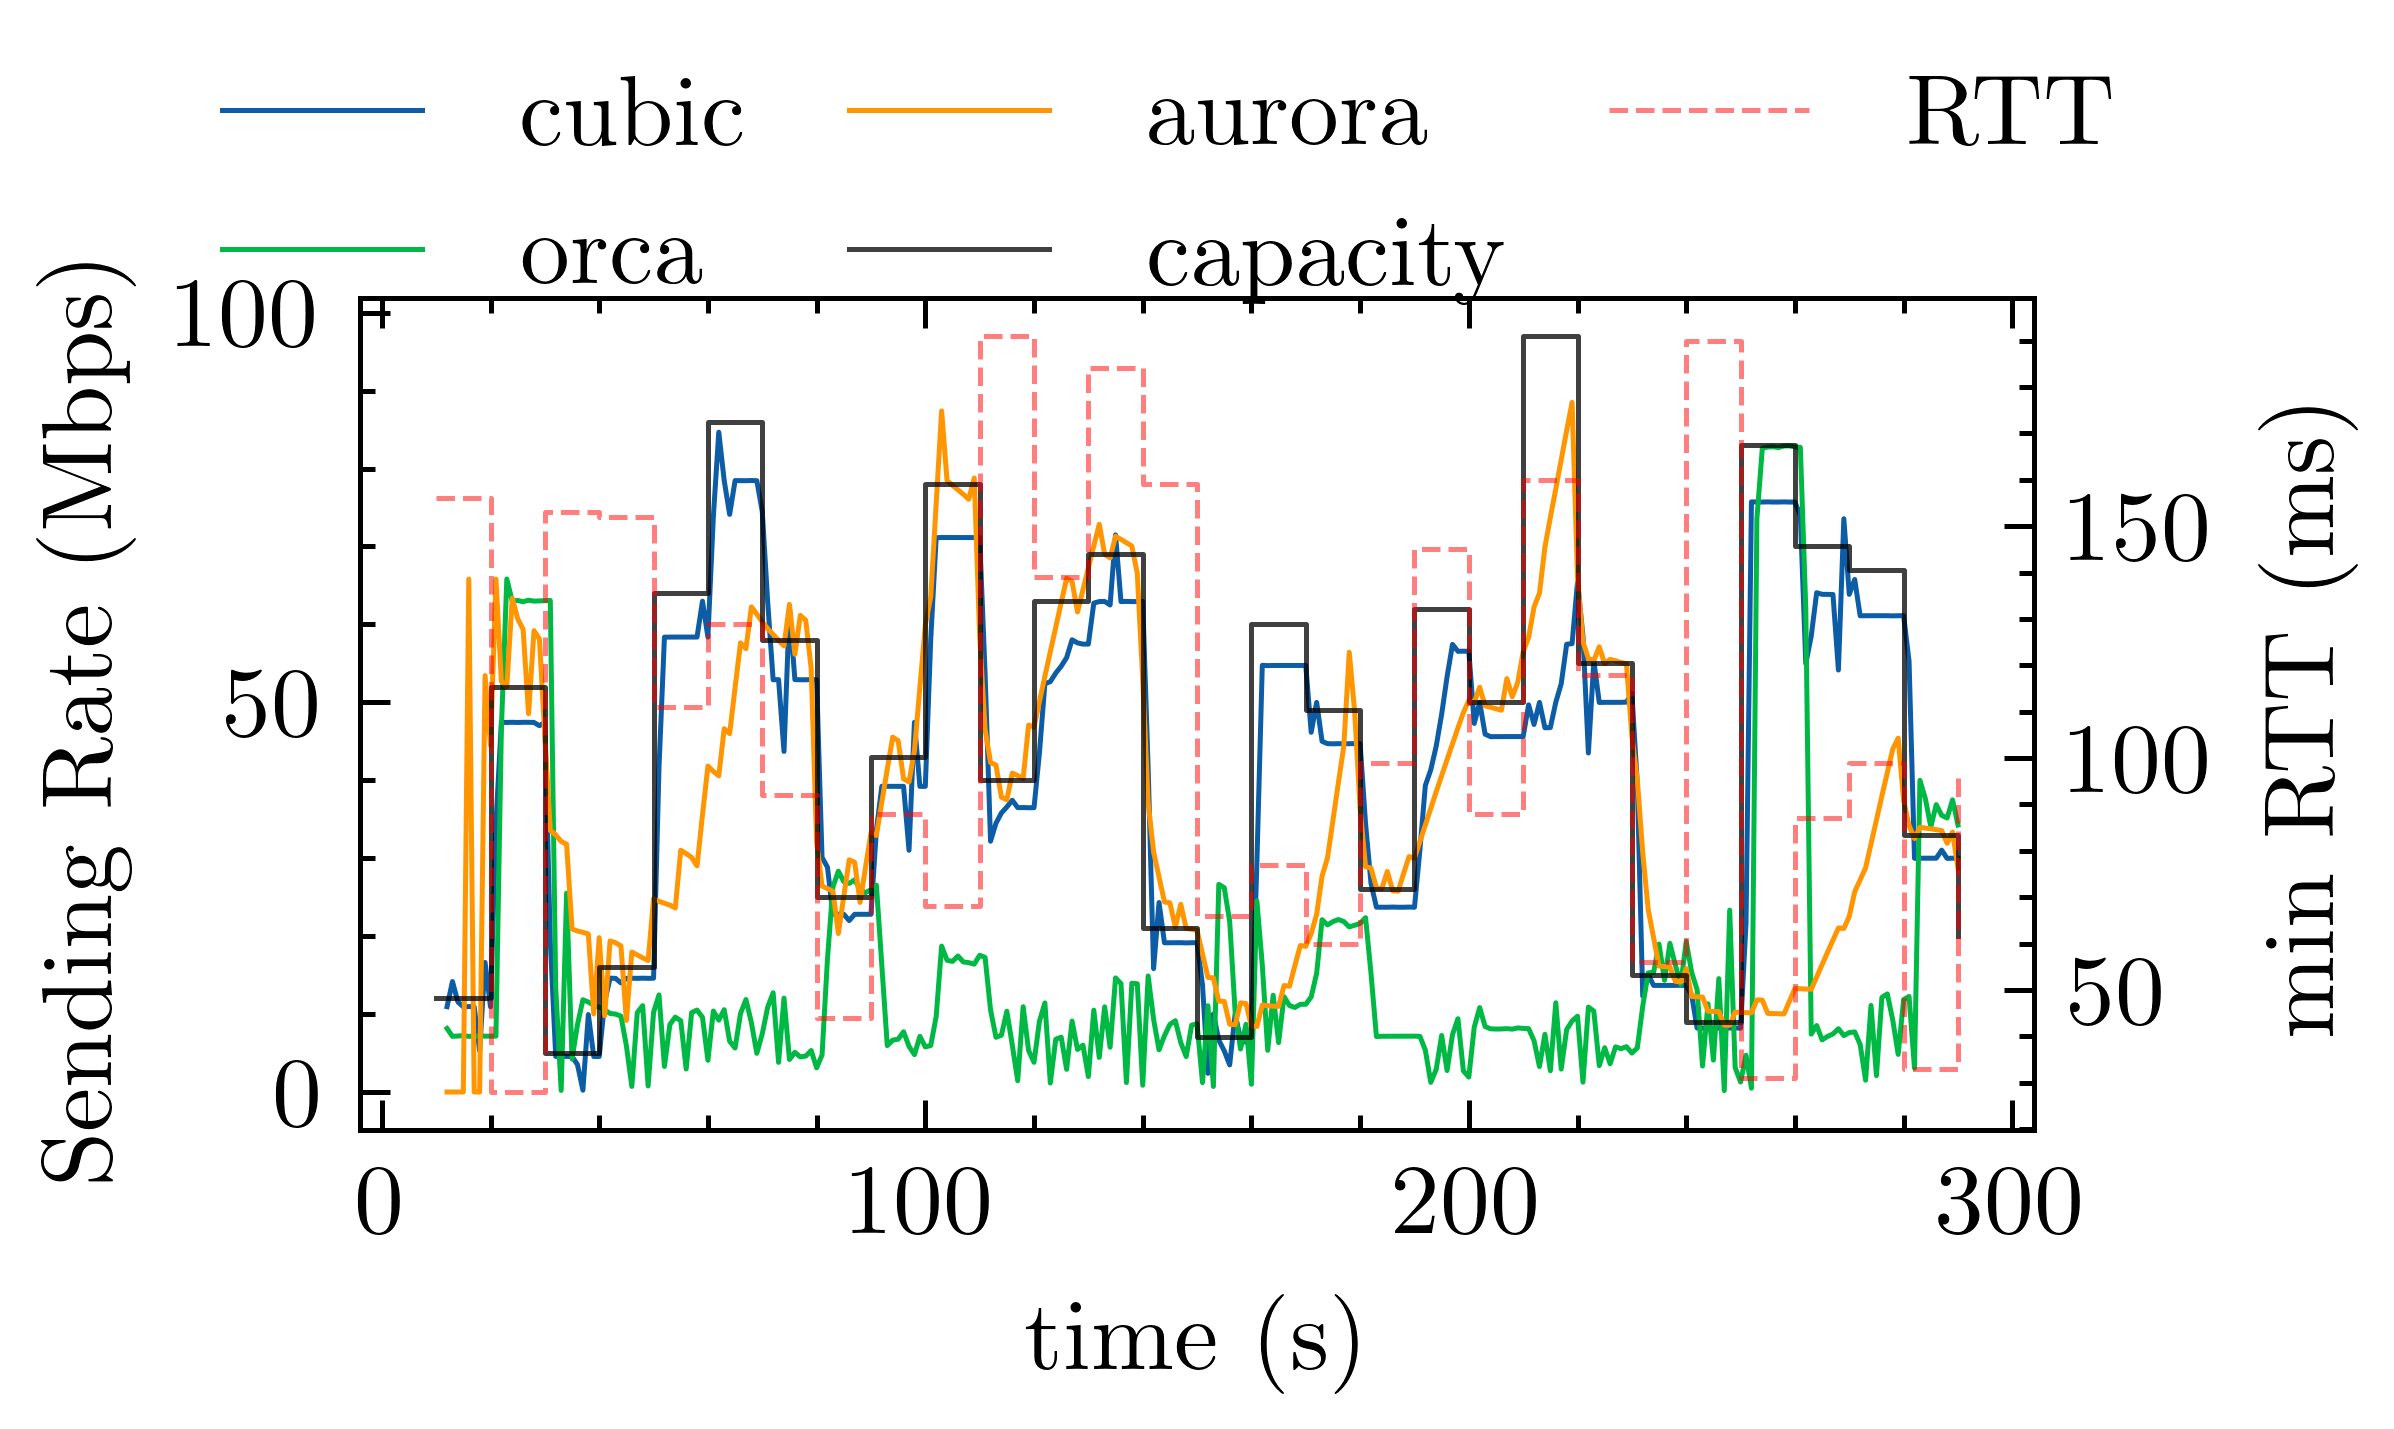 cubic aurora RTT
orca capacity
Sending Rate (Mbps)
100
50
0
0 100 200 300
time (s)
150
100
50
min RTT (ms)